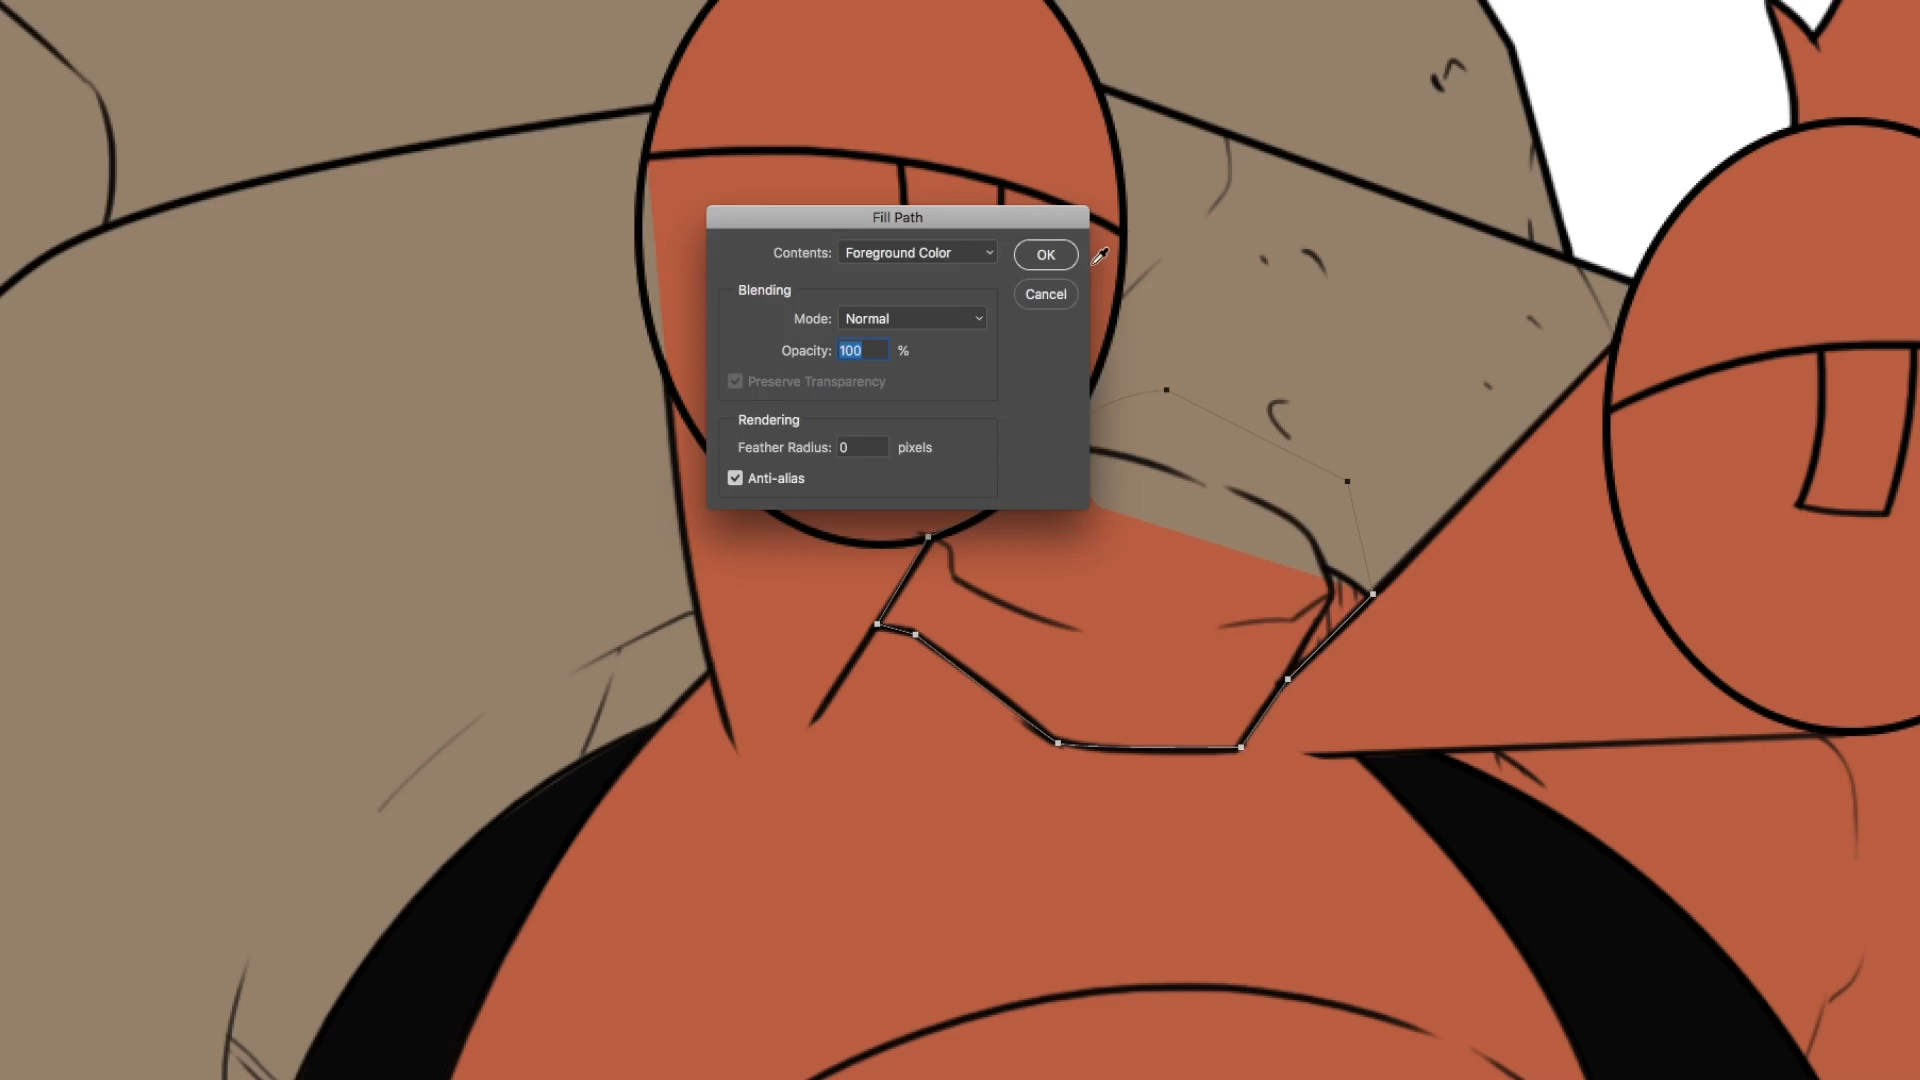 Fill Path
Contents: Foreground Color
OK
Cancel
Blending
Mode: Normal
Opacity: 100 %
Preserve Transparency
Rendering
Feather Radius: 0 pixels
Anti-alias